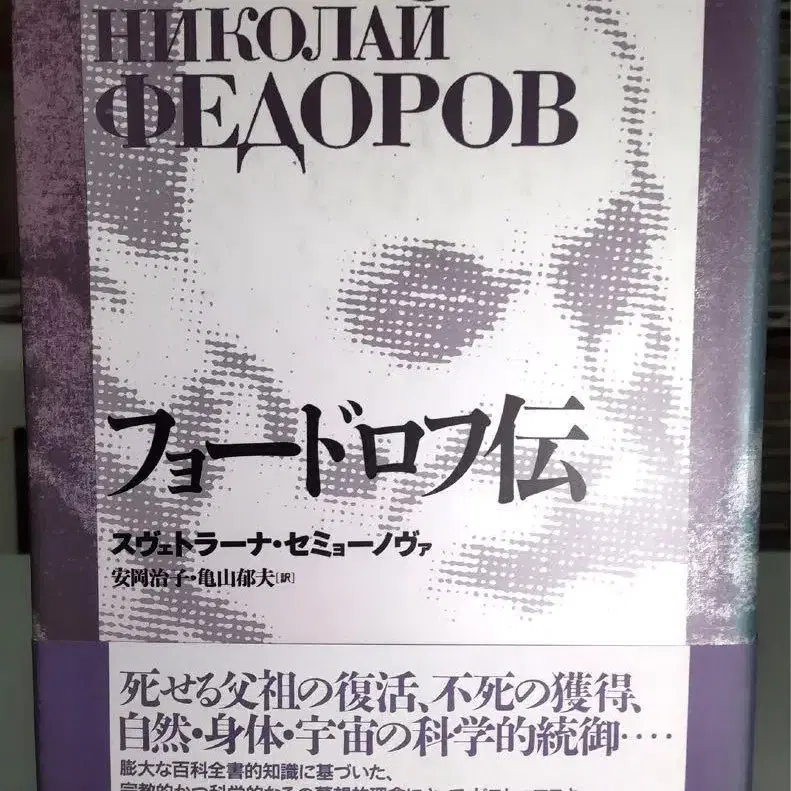 НИКОЛАЙ
ФЕДОРОВ
フョードロフ伝
スヴェトラーナ・セミョーノヴァ
安岡治子・亀山郁夫[訳]
死せる父祖の復活、不死の獲得、
自然・身体・宇宙の科学的統御‥‥
膨大な百科全書的知識に基づいた、